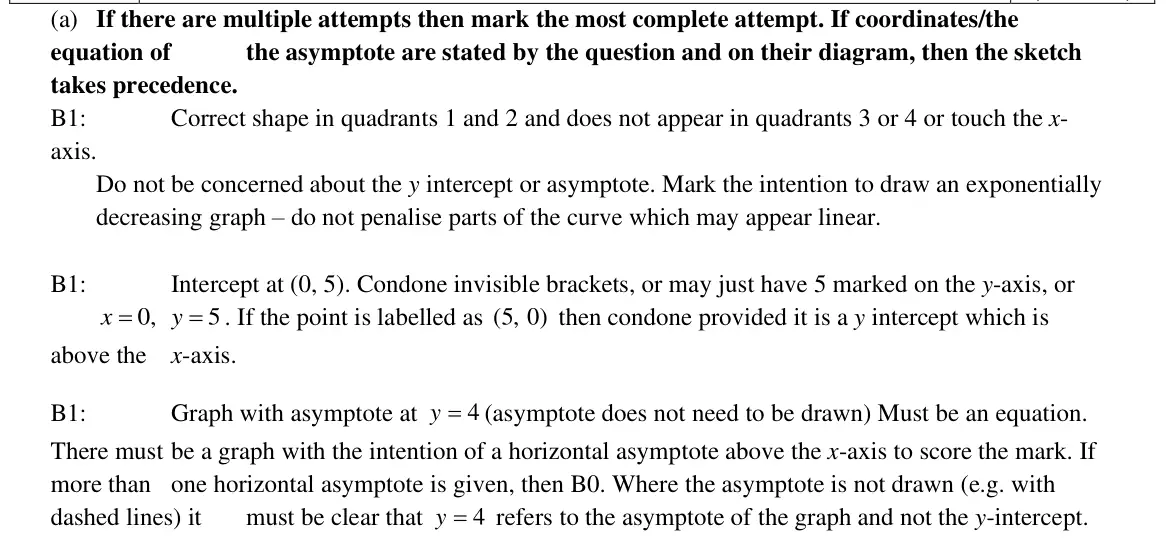 (a) If there are multiple attempts then mark the most complete attempt. If coordinates/the
equation of the asymptote are stated by the question and on their diagram, then the sketch
takes precedence.
B1: Correct shape in quadrants 1 and 2 and does not appear in quadrants 3 or 4 or touch the x-
axis.
Do not be concerned about the y intercept or asymptote. Mark the intention to draw an exponentially
decreasing graph – do not penalise parts of the curve which may appear linear.
B1: Intercept at (0, 5). Condone invisible brackets, or may just have 5 marked on the y-axis, or
x = 0, y = 5. If the point is labelled as (5, 0) then condone provided it is a y intercept which is
above the x-axis.
B1: Graph with asymptote at y = 4 (asymptote does not need to be drawn) Must be an equation.
There must be a graph with the intention of a horizontal asymptote above the x-axis to score the mark. If
more than one horizontal asymptote is given, then B0. Where the asymptote is not drawn (e.g. with
dashed lines) it must be clear that y = 4 refers to the asymptote of the graph and not the y-intercept.